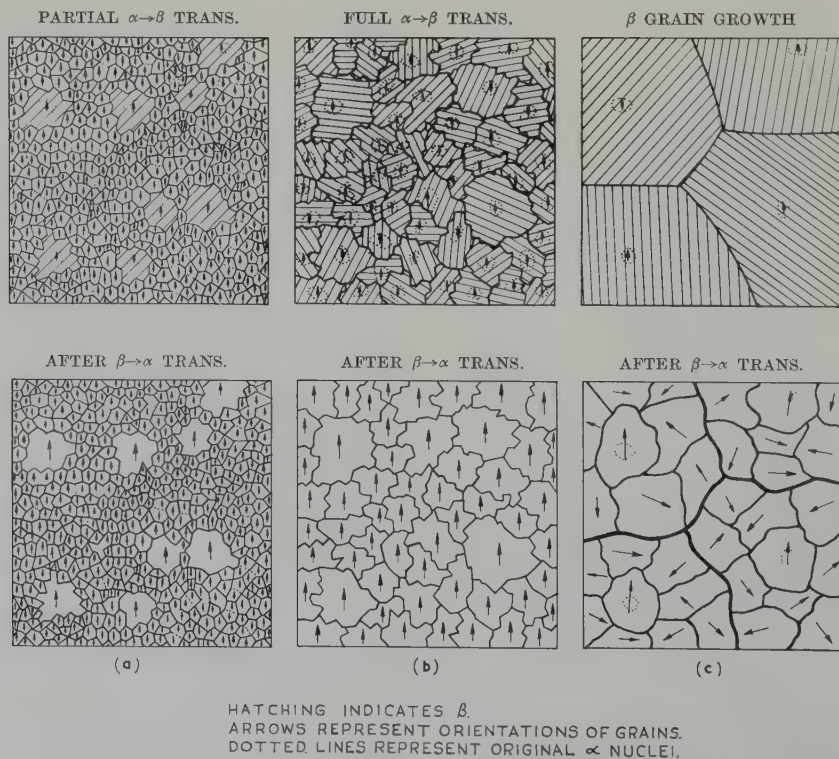 PARTIAL α→β TRANS.
FULL α→β TRANS.
β GRAIN GROWTH
AFTER β→α TRANS.
AFTER β→α TRANS.
AFTER β→α TRANS.
(a)
(b)
(c)
HATCHING INDICATES β.
ARROWS REPRESENT ORIENTATIONS OF GRAINS.
DOTTED LINES REPRESENT ORIGINAL α NUCLEI.